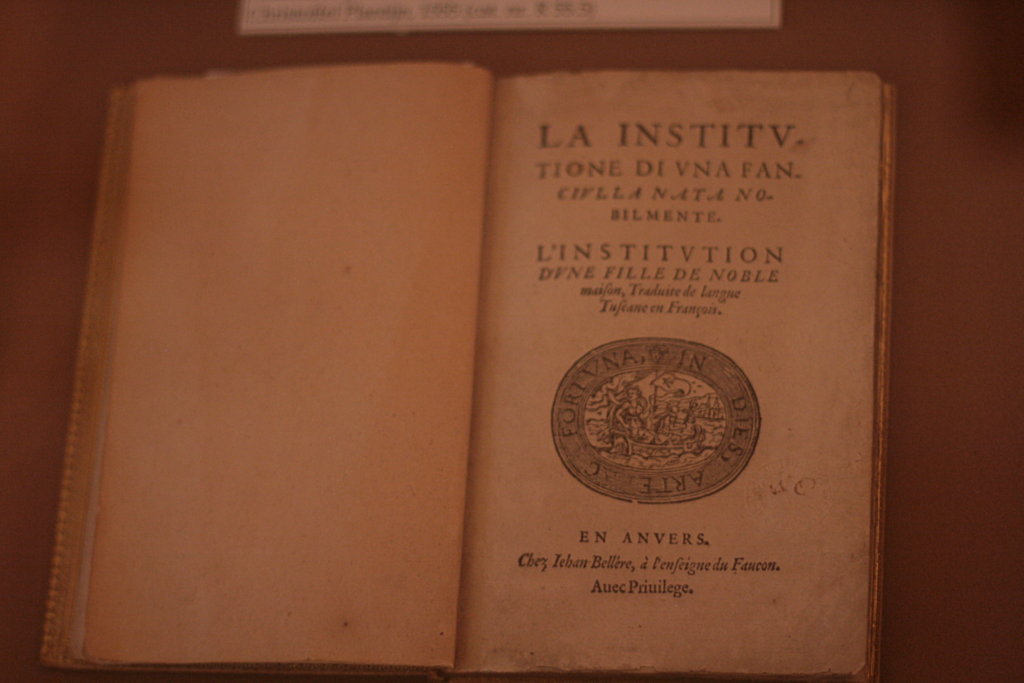 LA INSTITV-
TIONE DI VNA FAN-
CIVLLA NATA NO-
BILMENTE.
L'INSTITVTION
DVNE FILLE DE NOBLE
maiſon, Traduite de langue
Tuſcane en François.
FORTVNA, IN DIES, ARTE, AC
EN ANVERS.
Chez Iehan Bellère, à l'enſeigne du Faucon.
Auec Priuilege.